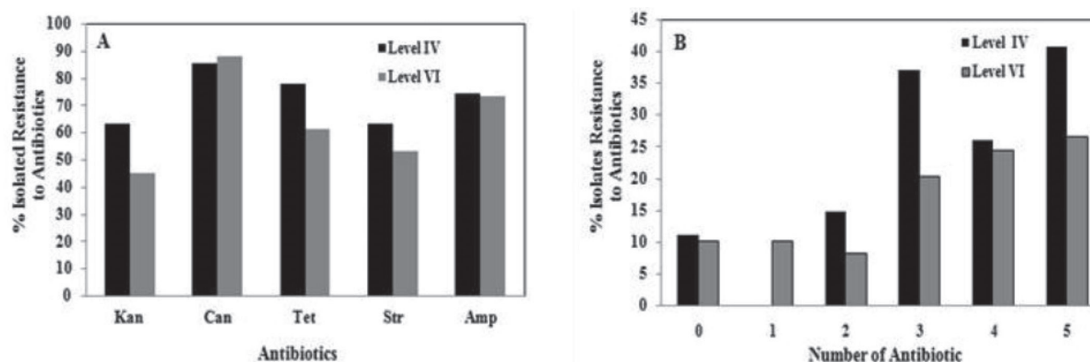 A
Level IV
Level VI
% Isolated Resistance
to Antibiotics
100
90
80
70
60
50
40
30
20
10
0
Kan Can Tet Str Amp
Antibiotics
B
Level IV
Level VI
% Isolates Resistance
to Antibiotics
45
40
35
30
25
20
15
10
5
0
0 1 2 3 4 5
Number of Antibiotic